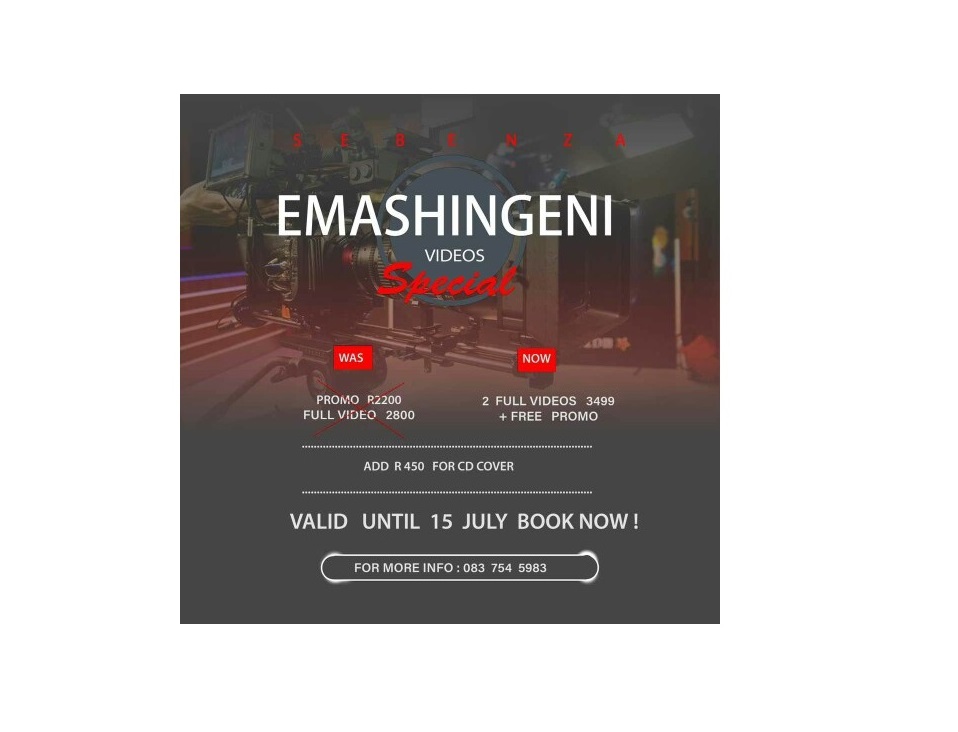 SEBENZA
EMASHINGENI
VIDEOS
Special
WAS
NOW
PROMO R2200
FULL VIDEO 2800
2 FULL VIDEOS 3499
+ FREE PROMO
ADD R 450 FOR CD COVER
VALID UNTIL 15 JULY BOOK NOW !
FOR MORE INFO : 083 754 5983